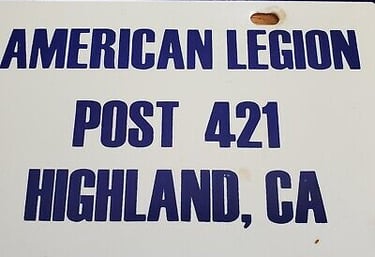 AMERICAN LEGION
POST 421
HIGHLAND, CA